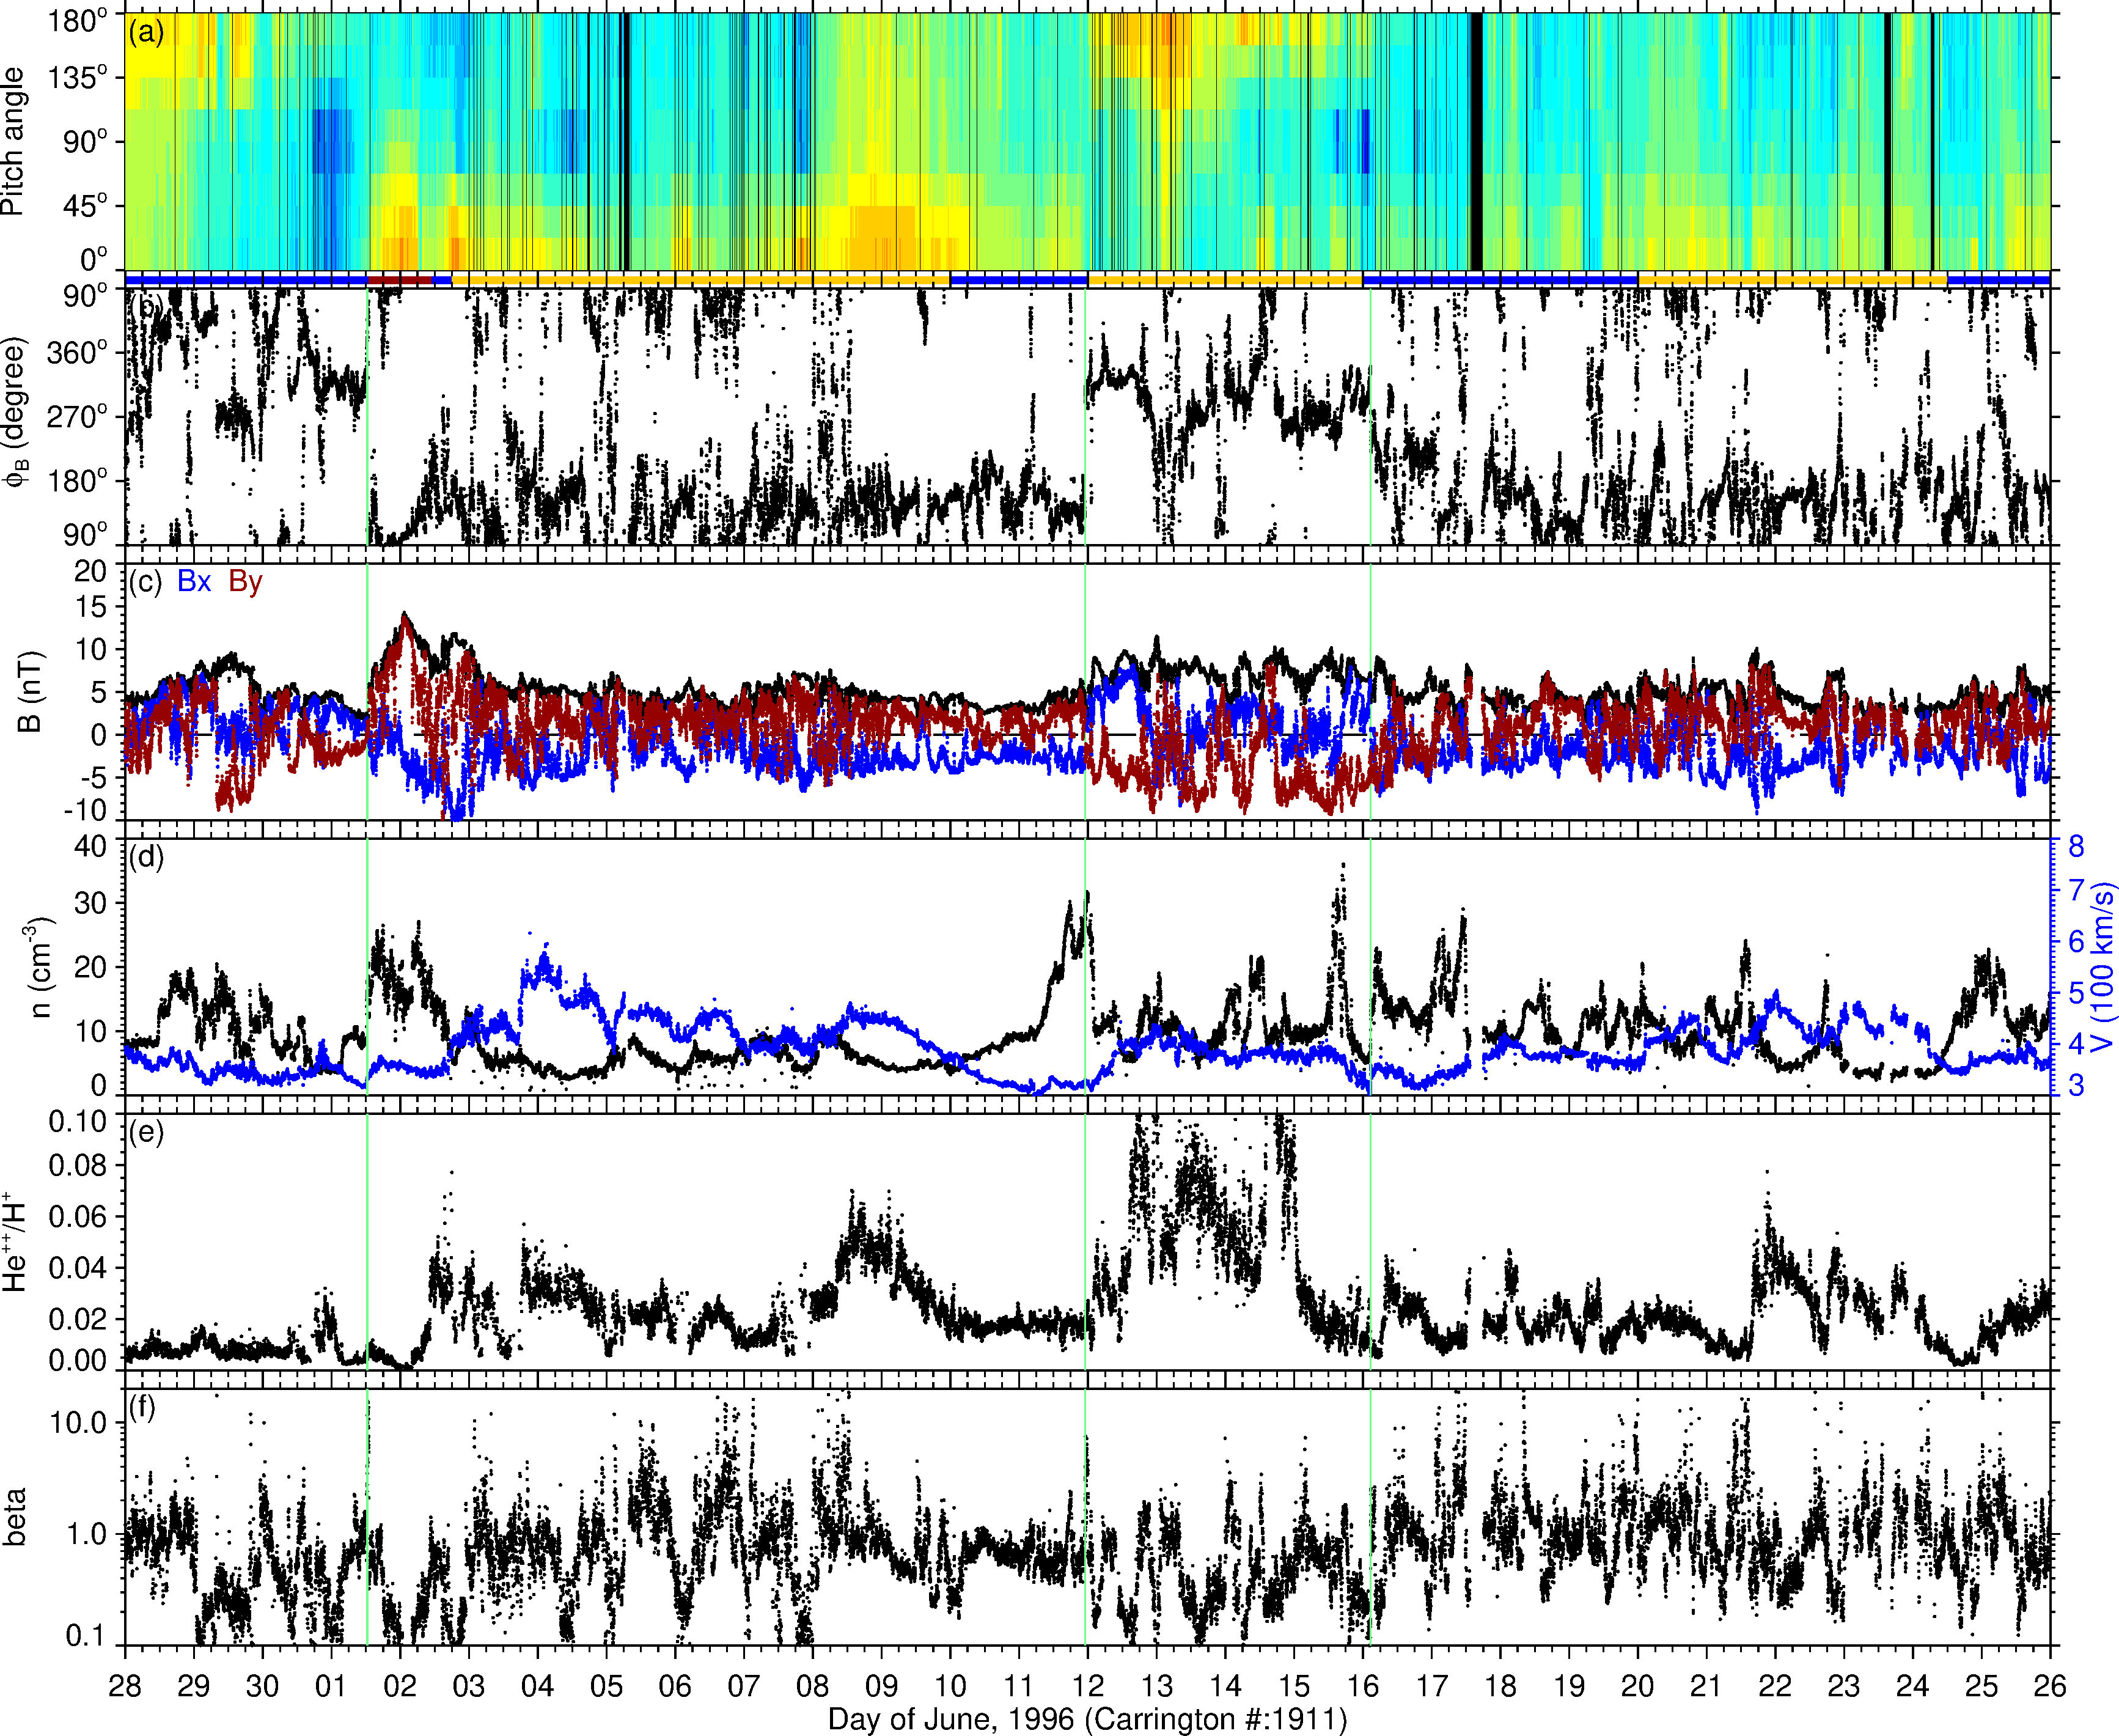 (a)
180°
135°
90°
45°
0°
Pitch angle
(b)
90°
360°
270°
180°
90°
ϕB (degree)
(c) Bx By
20
15
10
5
0
-5
-10
B (nT)
(d)
40
30
20
10
0
n (cm-3)
8
7
6
5
4
3
V (100 km/s)
(e)
0.10
0.08
0.06
0.04
0.02
0.00
He++/H+
(f)
10.0
1.0
0.1
beta
28 29 30 01 02 03 04 05 06 07 08 09 10 11 12 13 14 15 16 17 18 19 20 21 22 23 24 25 26
Day of June, 1996 (Carrington #:1911)